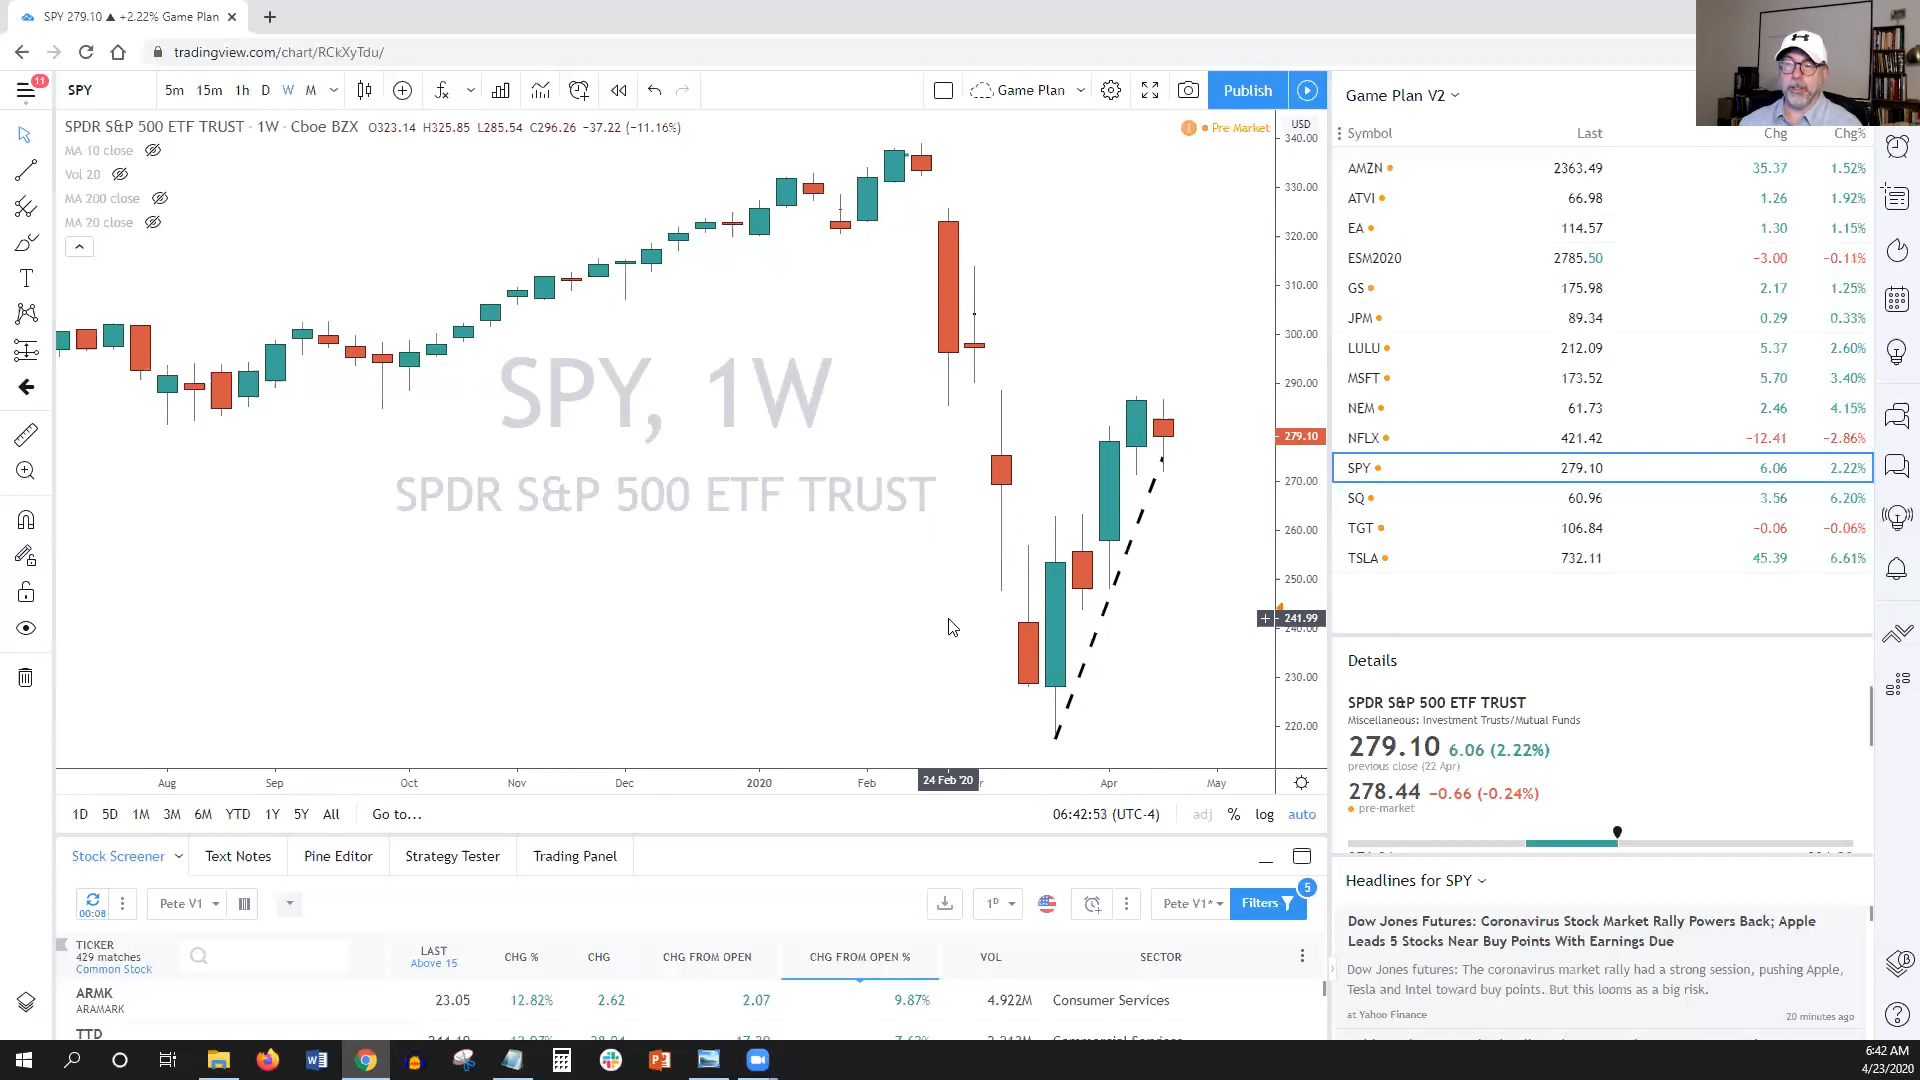 SPY 279.10 ▲ +2.22% Game Plan
tradingview.com/chart/RCkXyTdu/
11
SPY 5m 15m 1h D W M Game Plan Publish
SPDR S&P 500 ETF TRUST · 1W · Cboe BZX O323.14 H325.85 L285.54 C296.26 −37.22 (−11.16%)
Pre Market
USD
MA 10 close
Vol 20
MA 200 close
MA 20 close
SPY, 1W
SPDR S&P 500 ETF TRUST
340.00
330.00
320.00
310.00
300.00
290.00
279.10
270.00
260.00
250.00
241.99
230.00
220.00
Aug Sep Oct Nov Dec 2020 Feb 24 Feb '20 Apr May
1D 5D 1M 3M 6M YTD 1Y 5Y All Go to... 06:42:53 (UTC-4) adj % log auto
Stock Screener Text Notes Pine Editor Strategy Tester Trading Panel
00:08 Pete V1 1D Pete V1* Filters 5
TICKER
429 matches
Common Stock
LAST
Above 15
CHG % CHG CHG FROM OPEN CHG FROM OPEN % VOL SECTOR
ARMK 23.05 12.82% 2.62 2.07 9.87% 4.922M Consumer Services
ARAMARK
TTD
Game Plan V2
Symbol Last Chg Chg%
AMZN 2363.49 35.37 1.52%
ATVI 66.98 1.26 1.92%
EA 114.57 1.30 1.15%
ESM2020 2785.50 −3.00 −0.11%
GS 175.98 2.17 1.25%
JPM 89.34 0.29 0.33%
LULU 212.09 5.37 2.60%
MSFT 173.52 5.70 3.40%
NEM 61.73 2.46 4.15%
NFLX 421.42 −12.41 −2.86%
SPY 279.10 6.06 2.22%
SQ 60.96 3.56 6.20%
TGT 106.84 −0.06 −0.06%
TSLA 732.11 45.39 6.61%
Details
SPDR S&P 500 ETF TRUST
Miscellaneous: Investment Trusts/Mutual Funds
279.10 6.06 (2.22%)
previous close (22 Apr)
278.44 −0.66 (−0.24%)
pre-market
Headlines for SPY
Dow Jones Futures: Coronavirus Stock Market Rally Powers Back; Apple
Leads 5 Stocks Near Buy Points With Earnings Due
Dow Jones futures: The coronavirus market rally had a strong session, pushing Apple,
Tesla and Intel toward buy points. But this looms as a big risk.
at Yahoo Finance 20 minutes ago
6:42 AM
4/23/2020